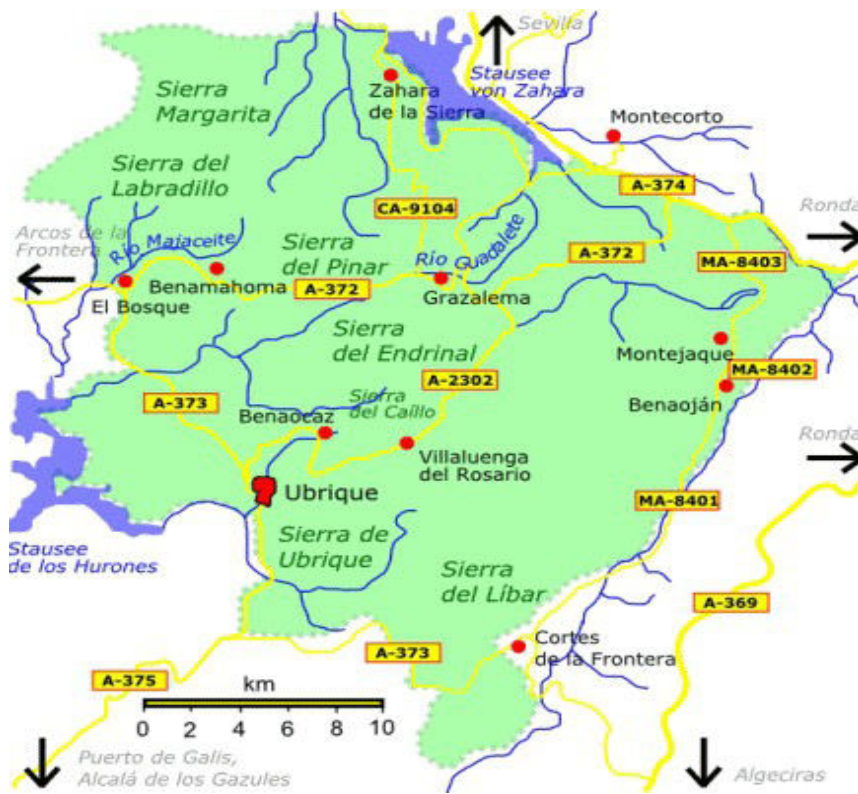 Sevilla
Stausee
von Zahara
Sierra
Margarita
Zahara
de la Sierra
Montecorto
Sierra del
Labradillo
A-374
CA-9104
Arcos de la
Frontera
Río Majaceite
Sierra
del Pinar
Río Guadalete
A-372
Ronda
MA-8403
Benamahoma
El Bosque
A-372
Grazalema
Sierra
del Endrinal
Montejaque
MA-8402
A-2302
Benaoján
A-373
Sierra
del Caíllo
Benaocaz
Villaluenga
del Rosario
Ronda
Ubrique
MA-8401
Stausee
de los Hurones
Sierra de
Ubrique
Sierra
del Líbar
A-369
Cortes
de la Frontera
A-373
A-375
km
0 2 4 6 8 10
Puerto de Galis,
Alcalá de los Gazules
Algeciras